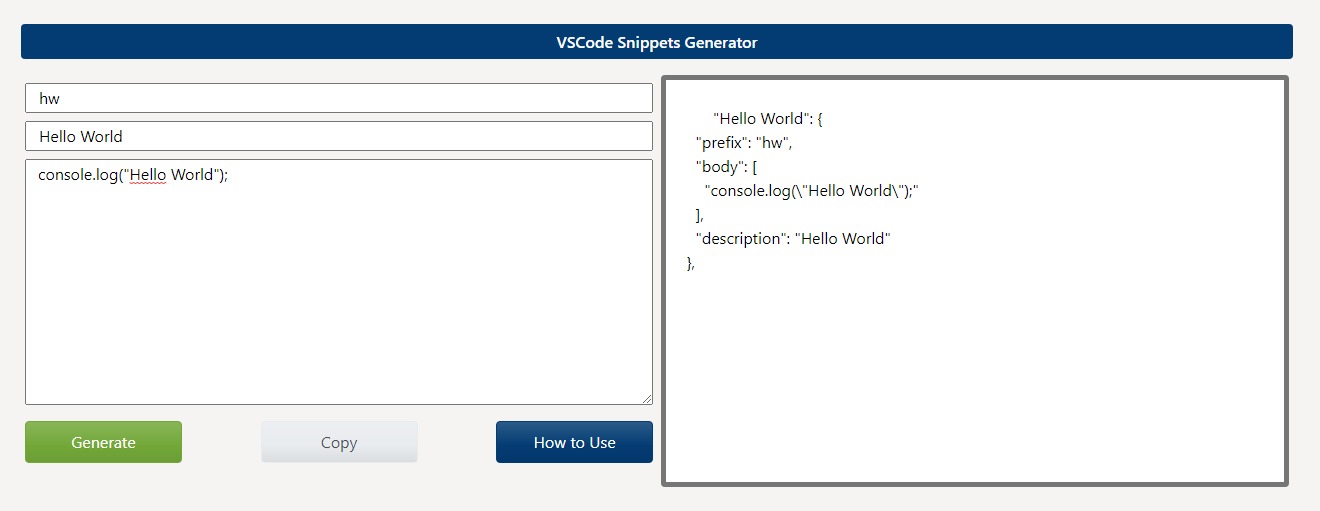 VSCode Snippets Generator
hw
Hello World
console.log("Hello World");
Generate
Copy
How to Use
"Hello World": {
"prefix": "hw",
"body": [
"console.log(\"Hello World\");"
],
"description": "Hello World"
},